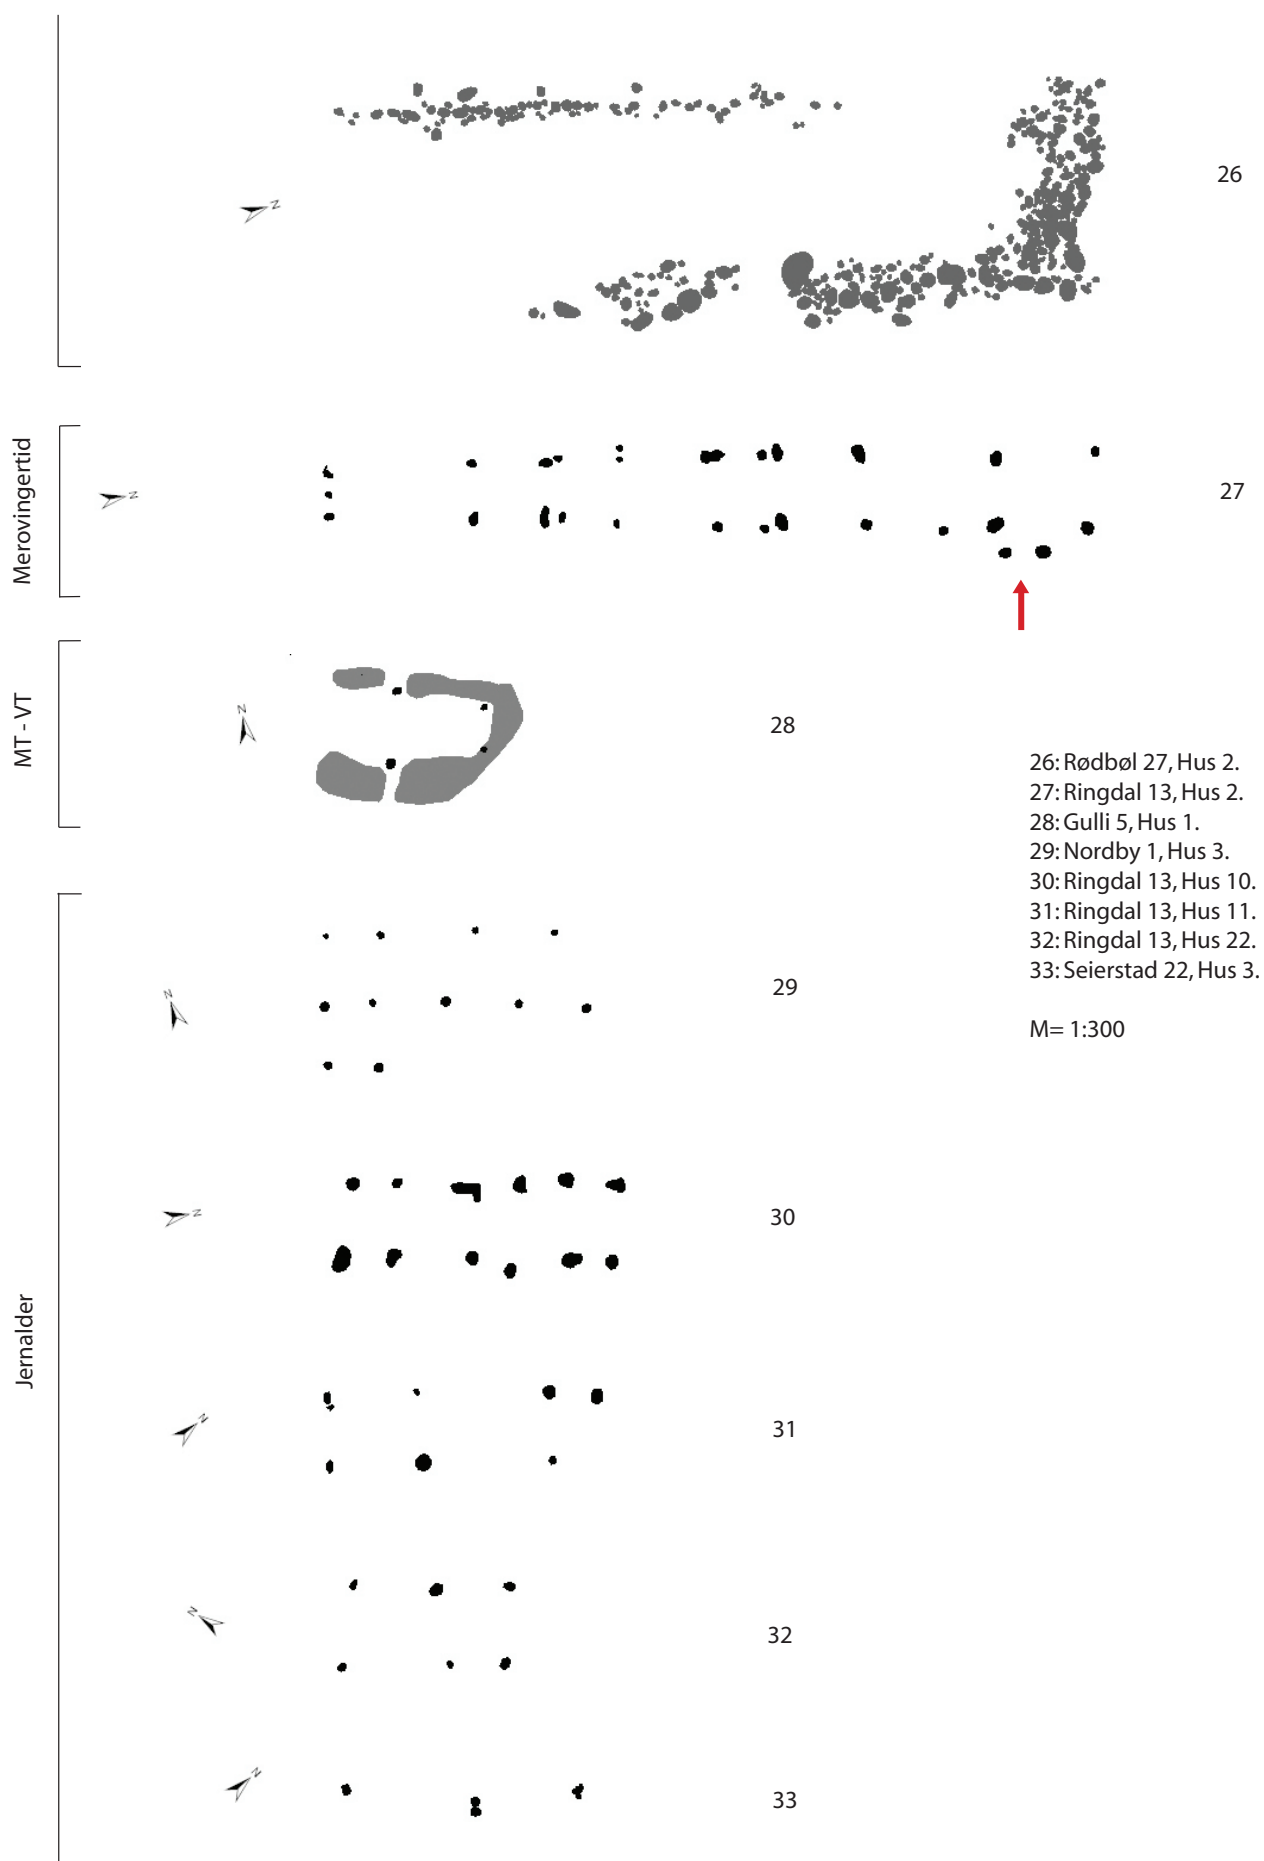 26
N
Merovingertid
N
27
MT - VT
N
28
26: Rødbøl 27, Hus 2.
27: Ringdal 13, Hus 2.
28: Gulli 5, Hus 1.
29: Nordby 1, Hus 3.
30: Ringdal 13, Hus 10.
31: Ringdal 13, Hus 11.
32: Ringdal 13, Hus 22.
33: Seierstad 22, Hus 3.
M= 1:300
Jernalder
N
29
N
30
N
31
N
32
N
33